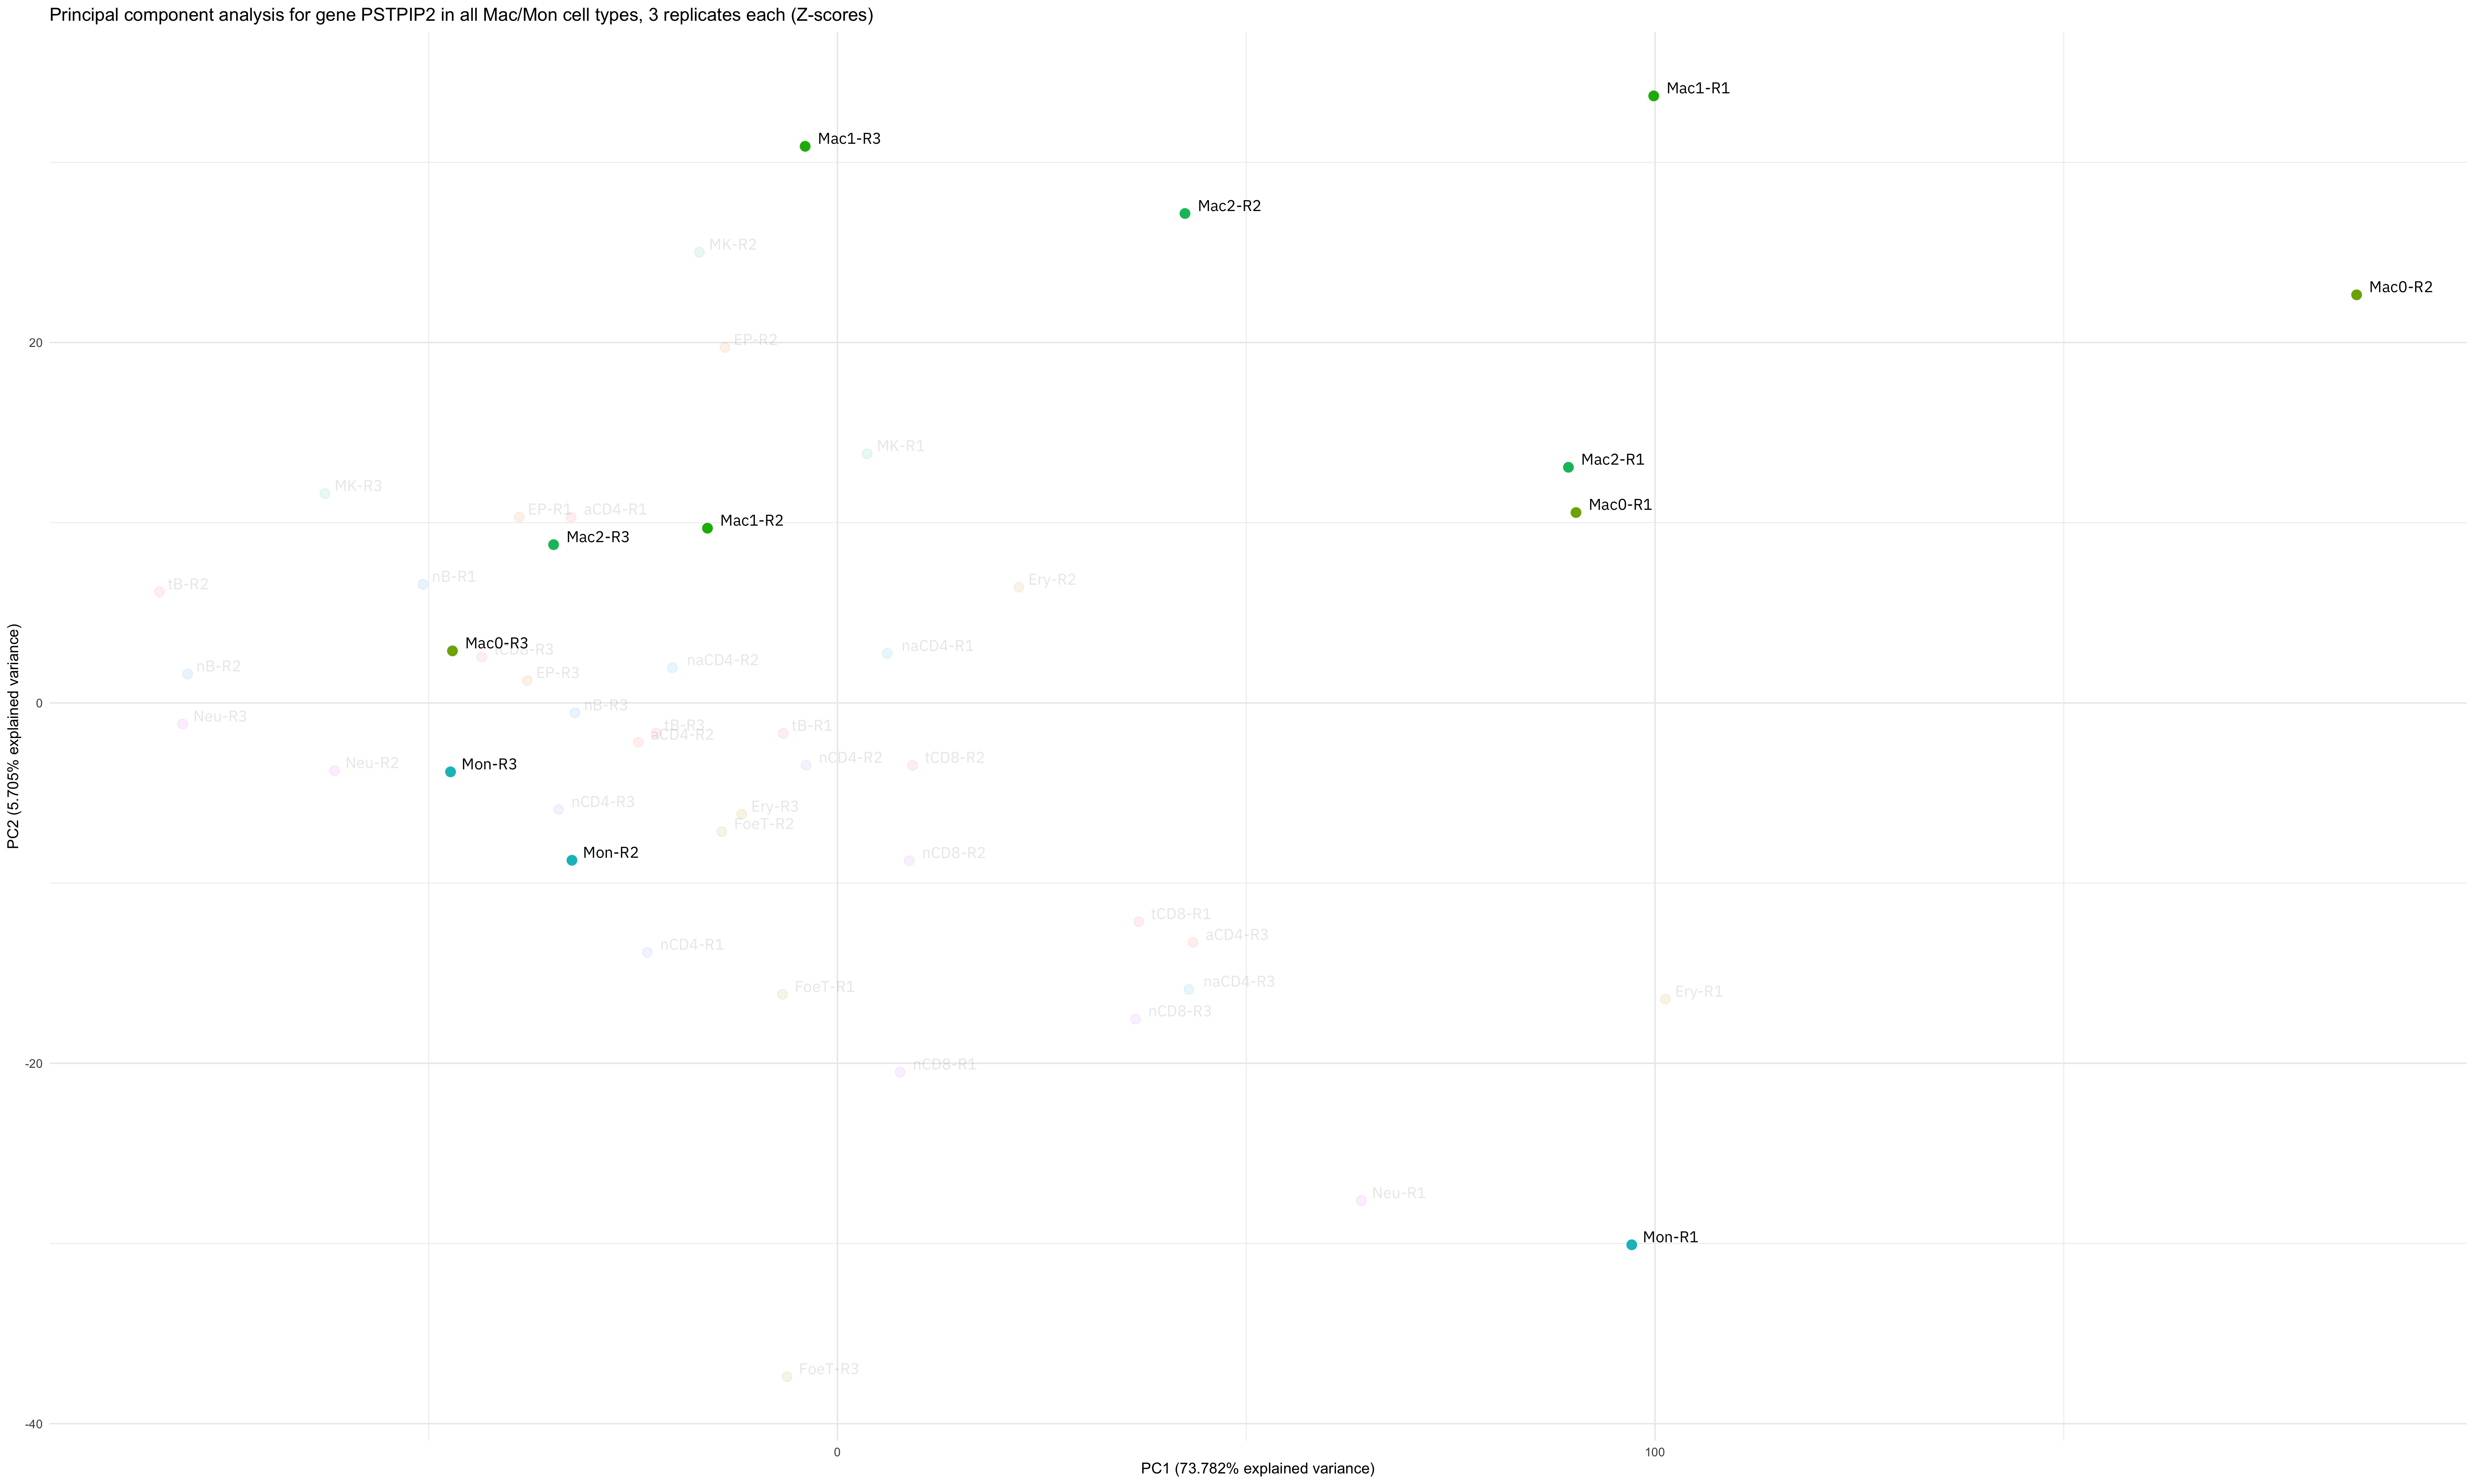 Principal component analysis for gene PSTPIP2 in all Mac/Mon cell types, 3 replicates each (Z-scores)
Mac1-R1
Mac1-R3
Mac2-R2
MK-R2
Mac0-R2
20
EP-R2
MK-R1
Mac2-R1
MK-R3
Mac0-R1
EP-R1
aCD4-R1
Mac1-R2
Mac2-R3
nB-R1
Ery-R2
tB-R2
Mac0-R3
naCD4-R1
tCD8-R3
naCD4-R2
nB-R2
EP-R3
0
nB-R3
Neu-R3
tB-R3
tB-R1
aCD4-R2
nCD4-R2
tCD8-R2
Neu-R2
Mon-R3
nCD4-R3
Ery-R3
FoeT-R2
Mon-R2
nCD8-R2
tCD8-R1
aCD4-R3
nCD4-R1
naCD4-R3
FoeT-R1
Ery-R1
nCD8-R3
-20
nCD8-R1
Neu-R1
Mon-R1
FoeT-R3
-40
0
100
PC1 (73.782% explained variance)
PC2 (5.705% explained variance)